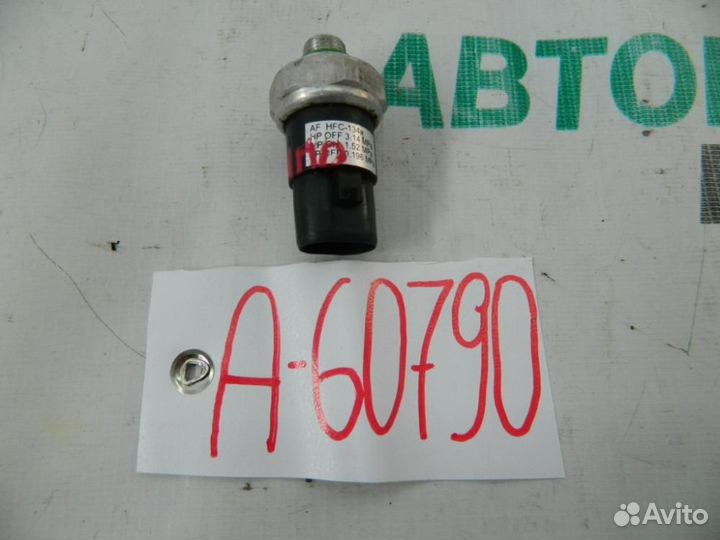 АВТО
AF HFC-134a
HP OFF 3.14 MPa
1.52 MPa
0.196 MPa
A-60790
Avito